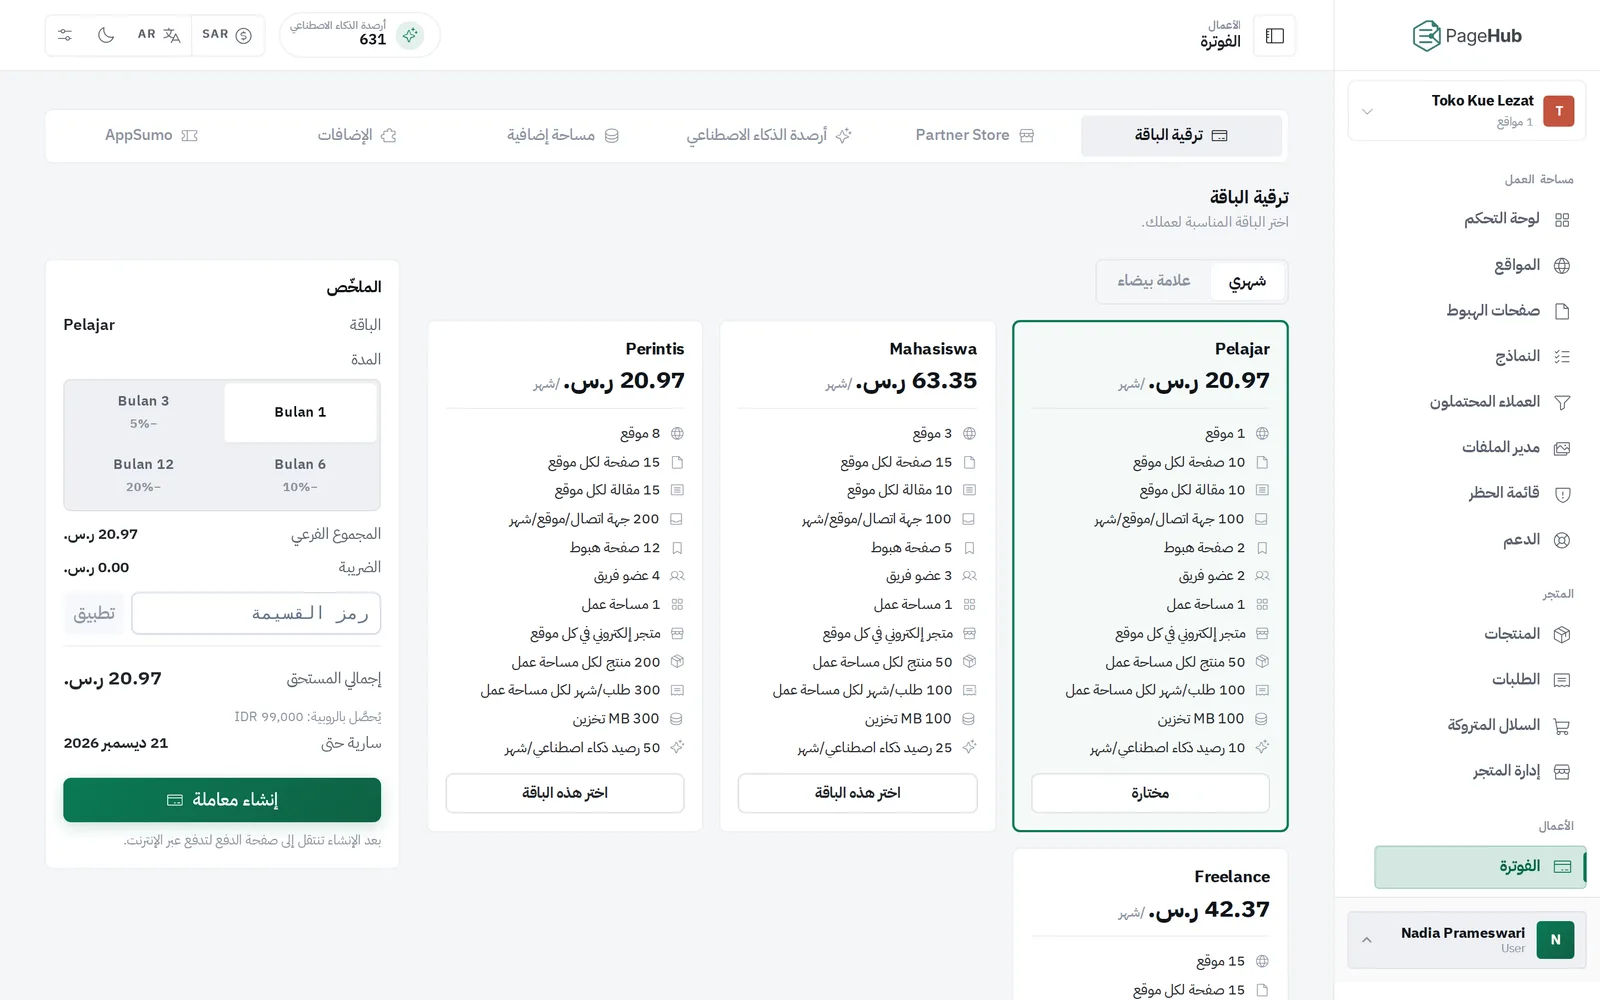 PageHub
Toko Kue Lezat
1 مواقع
T
مساحة العمل
لوحة التحكم
المواقع
صفحات الهبوط
النماذج
العملاء المحتملون
مدير الملفات
قائمة الحظر
الدعم
المتجر
المنتجات
الطلبات
السلال المتروكة
إدارة المتجر
الأعمال
الفوترة
Nadia Prameswari
User
N
الأعمال
الفوترة
أرصدة الذكاء الاصطناعي
631
SAR
AR
ترقية الباقة
Partner Store
أرصدة الذكاء الاصطناعي
مساحة إضافية
الإضافات
AppSumo
ترقية الباقة
اختر الباقة المناسبة لعملك.
شهري
علامة بيضاء
Pelajar
20.97 ر.س. /شهر
1 موقع
10 صفحة لكل موقع
10 مقالة لكل موقع
100 جهة اتصال/موقع/شهر
2 صفحة هبوط
2 عضو فريق
1 مساحة عمل
متجر إلكتروني في كل موقع
50 منتج لكل مساحة عمل
100 طلب/شهر لكل مساحة عمل
100 MB تخزين
10 رصيد ذكاء اصطناعي/شهر
مختارة
Mahasiswa
63.35 ر.س. /شهر
3 موقع
15 صفحة لكل موقع
10 مقالة لكل موقع
100 جهة اتصال/موقع/شهر
5 صفحة هبوط
3 عضو فريق
1 مساحة عمل
متجر إلكتروني في كل موقع
50 منتج لكل مساحة عمل
100 طلب/شهر لكل مساحة عمل
100 MB تخزين
25 رصيد ذكاء اصطناعي/شهر
اختر هذه الباقة
Perintis
20.97 ر.س. /شهر
8 موقع
15 صفحة لكل موقع
15 مقالة لكل موقع
200 جهة اتصال/موقع/شهر
12 صفحة هبوط
4 عضو فريق
1 مساحة عمل
متجر إلكتروني في كل موقع
200 منتج لكل مساحة عمل
300 طلب/شهر لكل مساحة عمل
300 MB تخزين
50 رصيد ذكاء اصطناعي/شهر
اختر هذه الباقة
Freelance
42.37 ر.س. /شهر
15 موقع
15 صفحة لكل موقع
الملخّص
الباقة
Pelajar
المدة
1 Bulan
3 Bulan
−5%
6 Bulan
−10%
12 Bulan
−20%
المجموع الفرعي
20.97 ر.س.
الضريبة
0.00 ر.س.
رمز القسيمة
تطبيق
إجمالي المستحق
20.97 ر.س.
يُحصَّل بالروبية: IDR 99,000
سارية حتى
21 ديسمبر 2026
إنشاء معاملة
بعد الإنشاء تنتقل إلى صفحة الدفع لتدفع عبر الإنترنت.